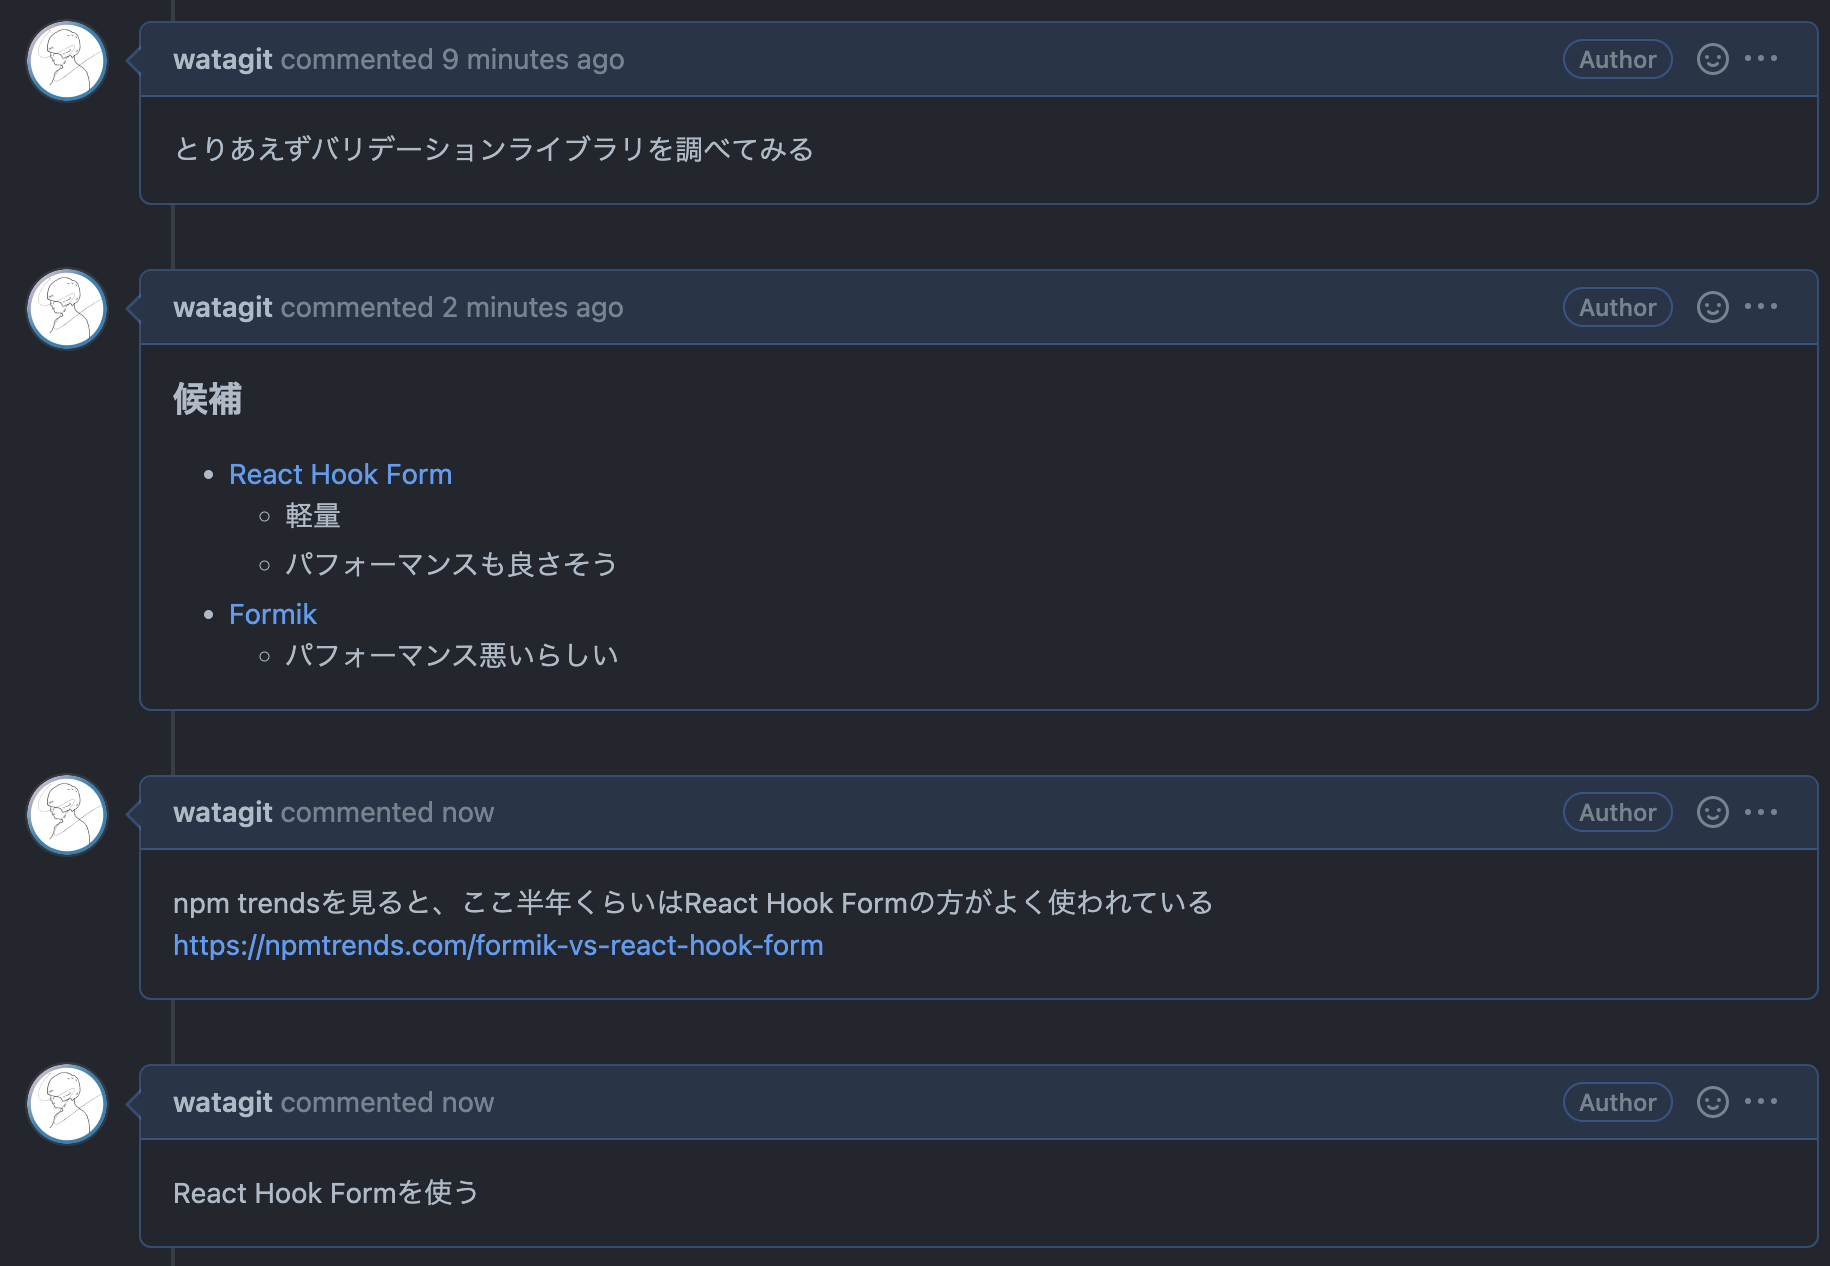 watagit commented 9 minutes ago Author
とりあえずバリデーションライブラリを調べてみる
watagit commented 2 minutes ago Author
候補
React Hook Form
軽量
パフォーマンスも良さそう
Formik
パフォーマンス悪いらしい
watagit commented now Author
npm trendsを見ると、ここ半年くらいはReact Hook Formの方がよく使われている
https://npmtrends.com/formik-vs-react-hook-form
watagit commented now Author
React Hook Formを使う